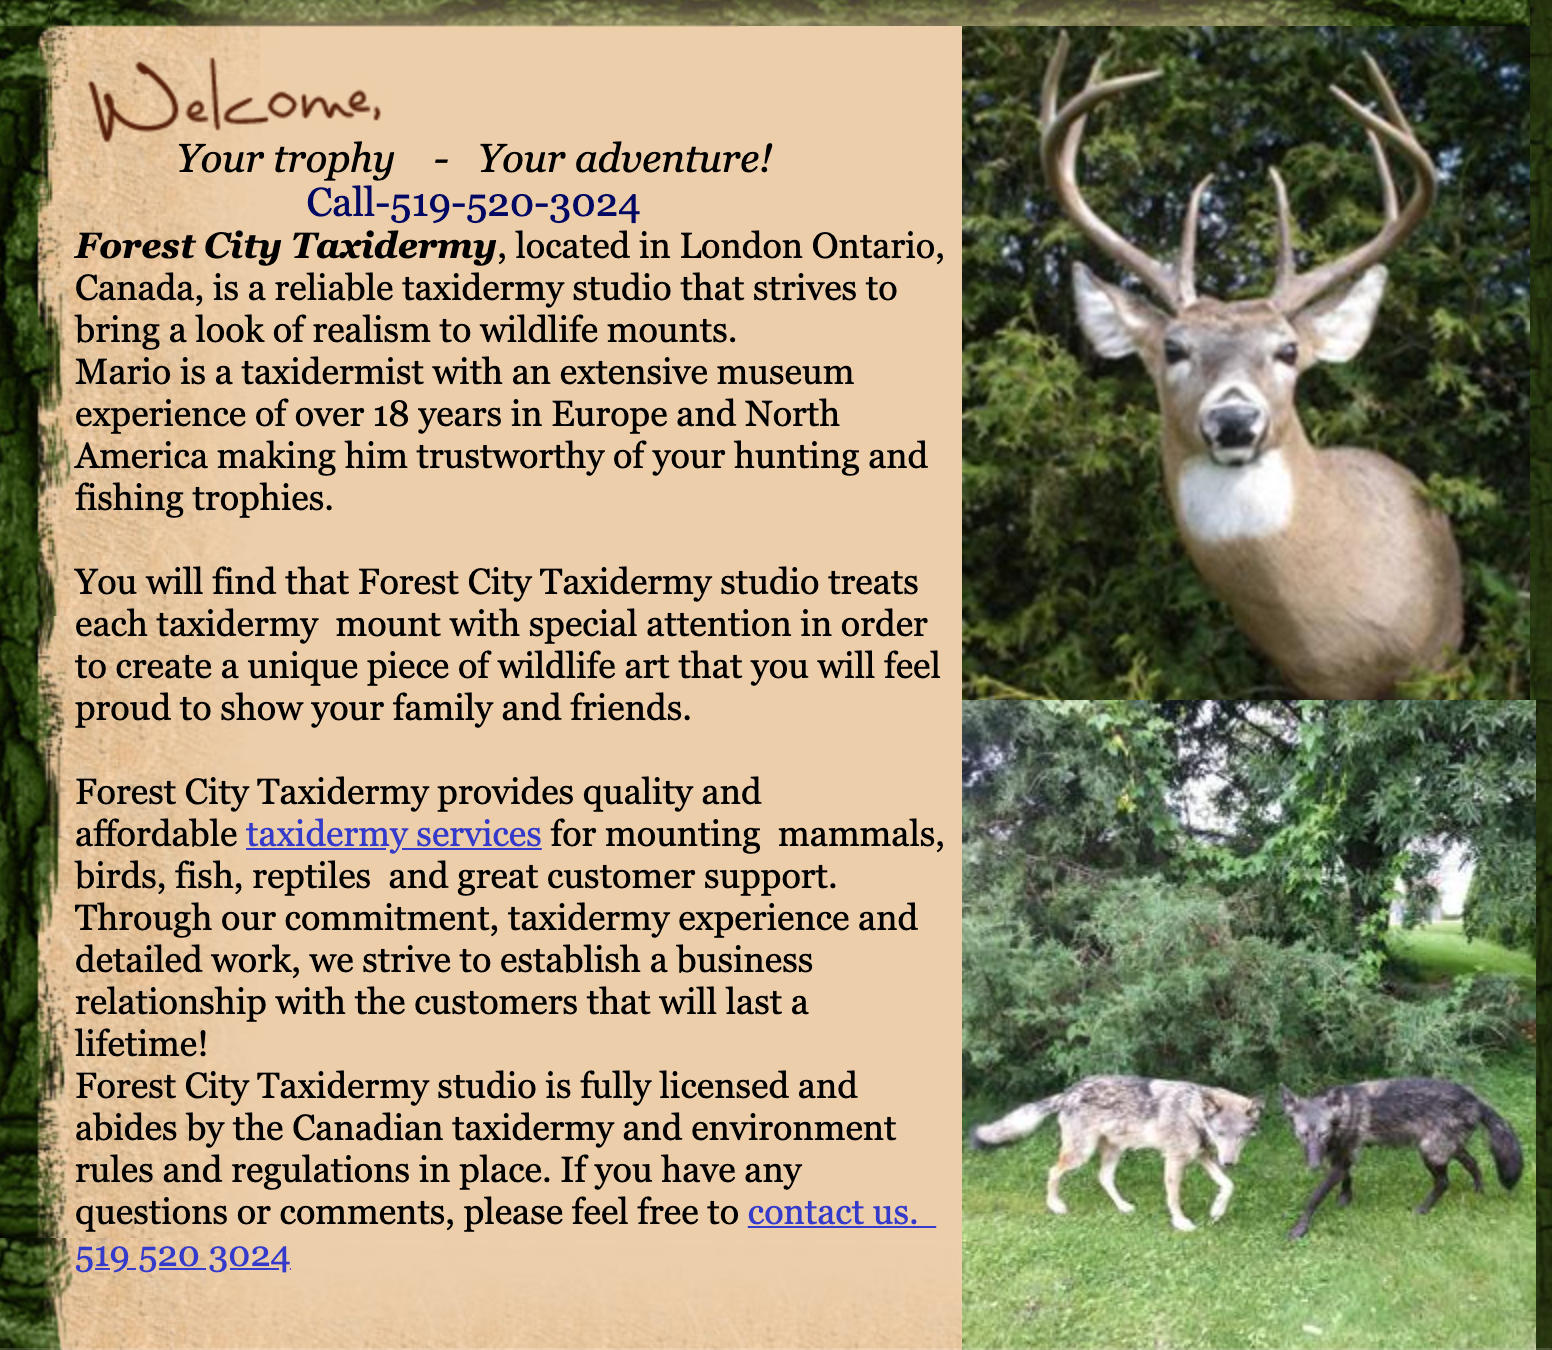 Welcome,
Your trophy - Your adventure!
Call-519-520-3024
Forest City Taxidermy, located in London Ontario,
Canada, is a reliable taxidermy studio that strives to
bring a look of realism to wildlife mounts.
Mario is a taxidermist with an extensive museum
experience of over 18 years in Europe and North
America making him trustworthy of your hunting and
fishing trophies.
You will find that Forest City Taxidermy studio treats
each taxidermy mount with special attention in order
to create a unique piece of wildlife art that you will feel
proud to show your family and friends.
Forest City Taxidermy provides quality and
affordable taxidermy services for mounting mammals,
birds, fish, reptiles and great customer support.
Through our commitment, taxidermy experience and
detailed work, we strive to establish a business
relationship with the customers that will last a
lifetime!
Forest City Taxidermy studio is fully licensed and
abides by the Canadian taxidermy and environment
rules and regulations in place. If you have any
questions or comments, please feel free to contact us.
519 520 3024